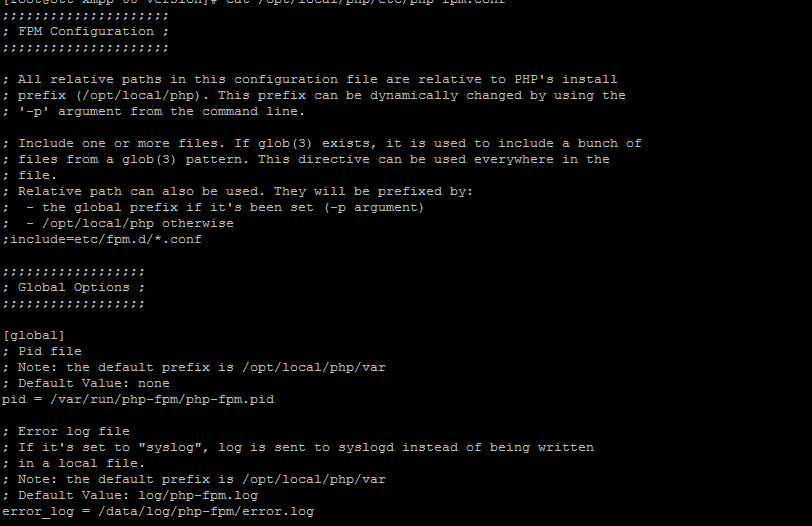 cat /opt/local/php/etc/php-fpm.conf
;;;;;;;;;;;;;;;;;;;;;
; FPM Configuration ;
;;;;;;;;;;;;;;;;;;;;;
; All relative paths in this configuration file are relative to PHP's install
; prefix (/opt/local/php). This prefix can be dynamically changed by using the
; '-p' argument from the command line.
; Include one or more files. If glob(3) exists, it is used to include a bunch of
; files from a glob(3) pattern. This directive can be used everywhere in the
; file.
; Relative path can also be used. They will be prefixed by:
;  - the global prefix if it's been set (-p argument)
;  - /opt/local/php otherwise
;include=etc/fpm.d/*.conf
;;;;;;;;;;;;;;;;;;
; Global Options ;
;;;;;;;;;;;;;;;;;;
[global]
; Pid file
; Note: the default prefix is /opt/local/php/var
; Default Value: none
pid = /var/run/php-fpm/php-fpm.pid
; Error log file
; If it's set to "syslog", log is sent to syslogd instead of being written
; in a local file.
; Note: the default prefix is /opt/local/php/var
; Default Value: log/php-fpm.log
error_log = /data/log/php-fpm/error.log